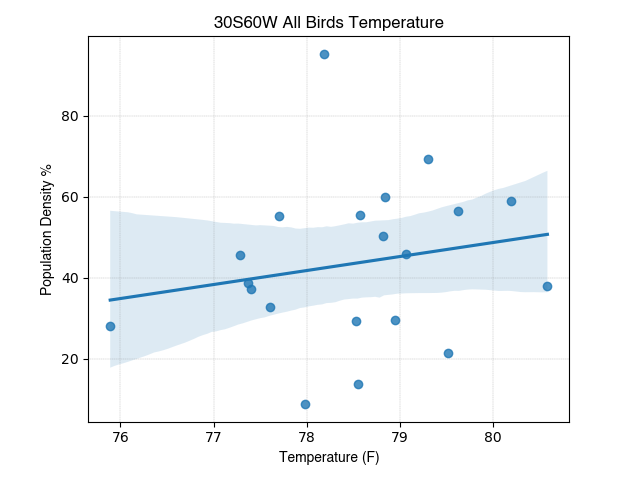 30S60W All Birds Temperature
80
60
40
20
Population Density %
76 77 78 79 80
Temperature (F)